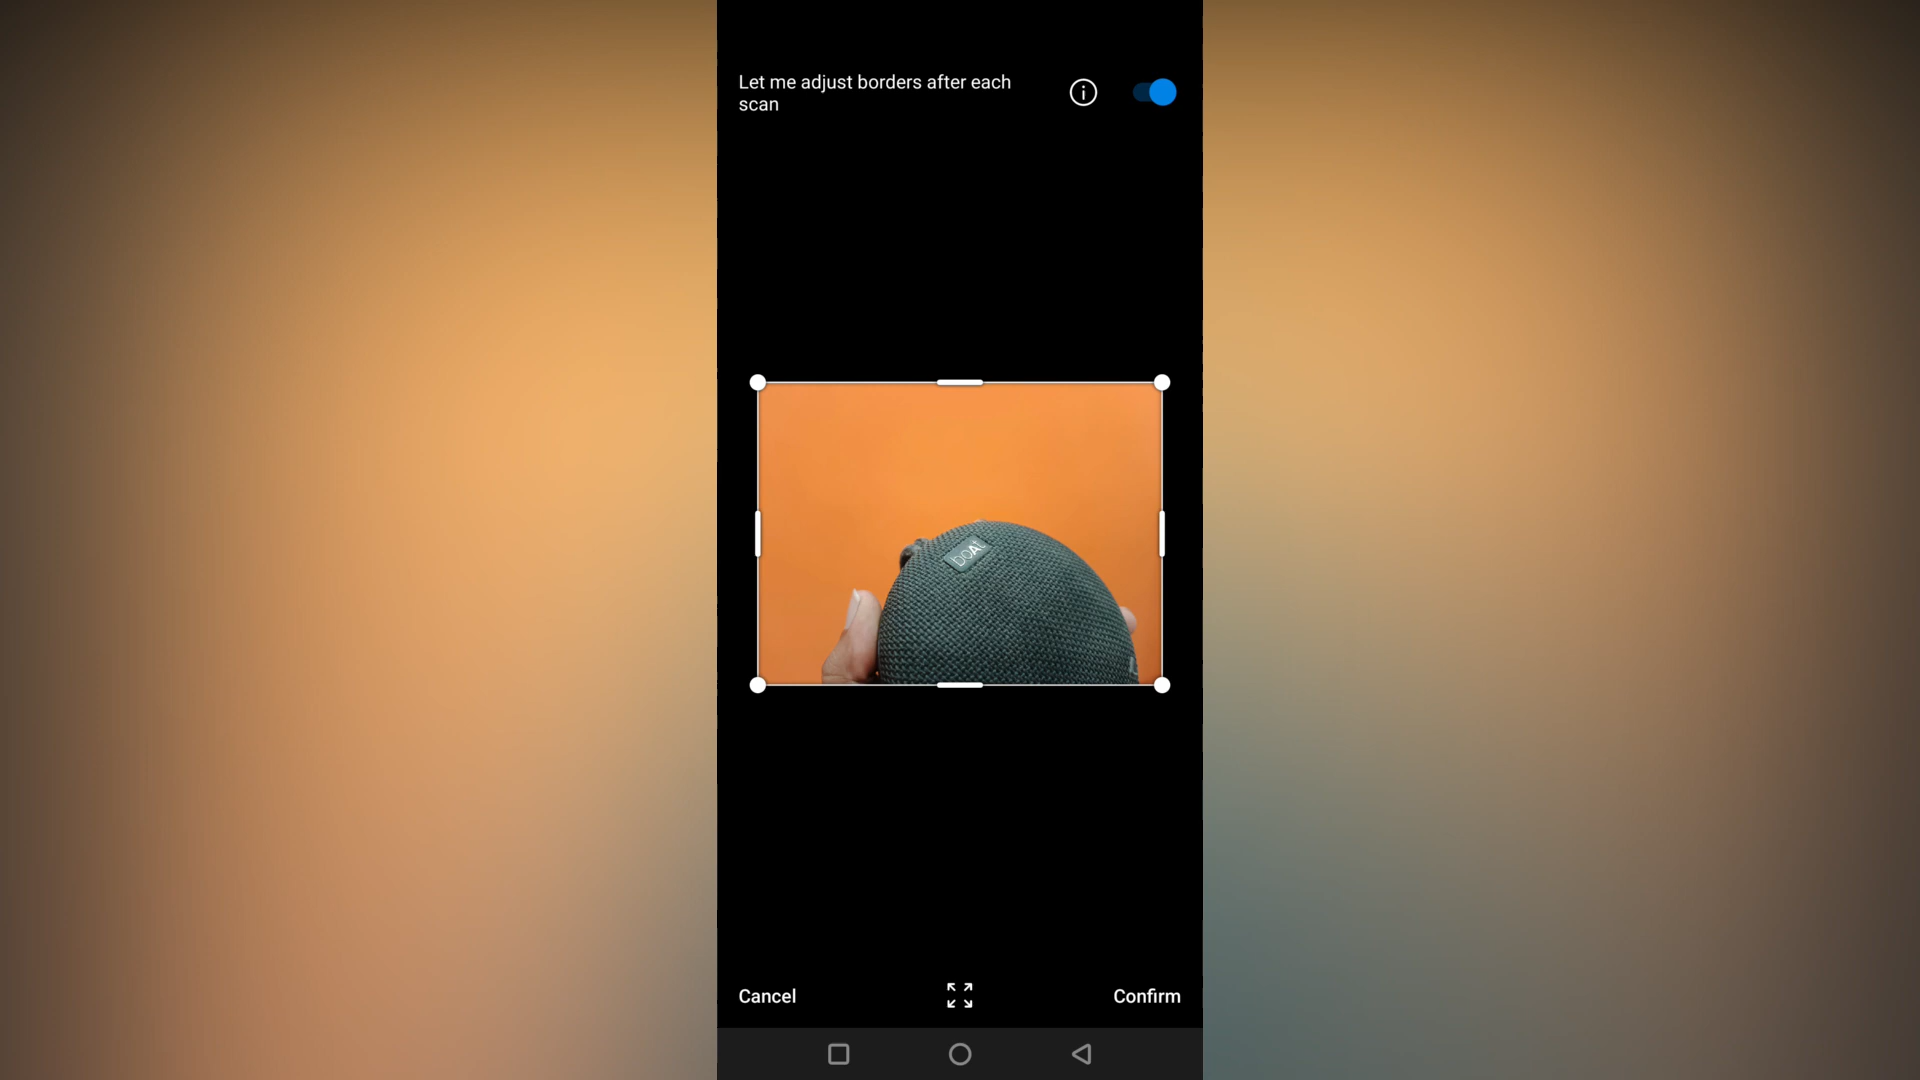 Let me adjust borders after each
scan
boAt
Cancel
Confirm